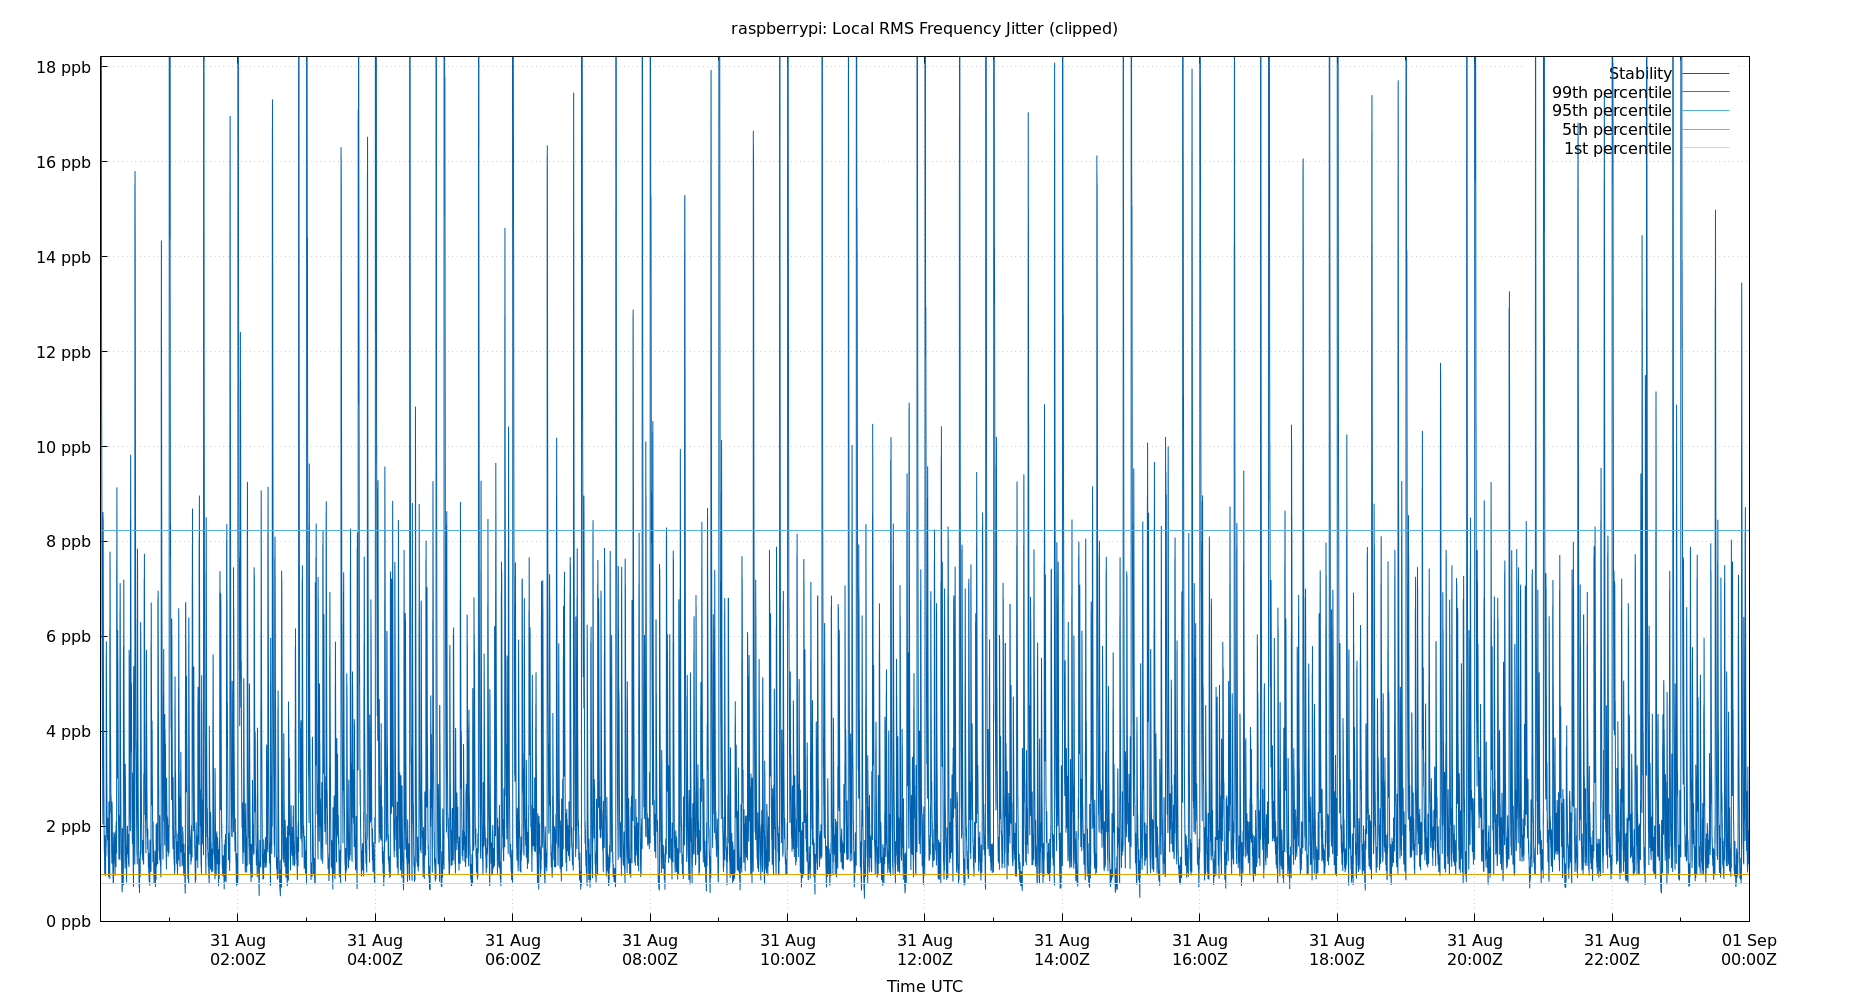 raspberrypi: Local RMS Frequency Jitter (clipped)
18 ppb
16 ppb
14 ppb
12 ppb
10 ppb
8 ppb
6 ppb
4 ppb
2 ppb
0 ppb
Stability
99th percentile
95th percentile
5th percentile
1st percentile
31 Aug 31 Aug 31 Aug 31 Aug 31 Aug 31 Aug 31 Aug 31 Aug 31 Aug 31 Aug 31 Aug 01 Sep
02:00Z 04:00Z 06:00Z 08:00Z 10:00Z 12:00Z 14:00Z 16:00Z 18:00Z 20:00Z 22:00Z 00:00Z
Time UTC